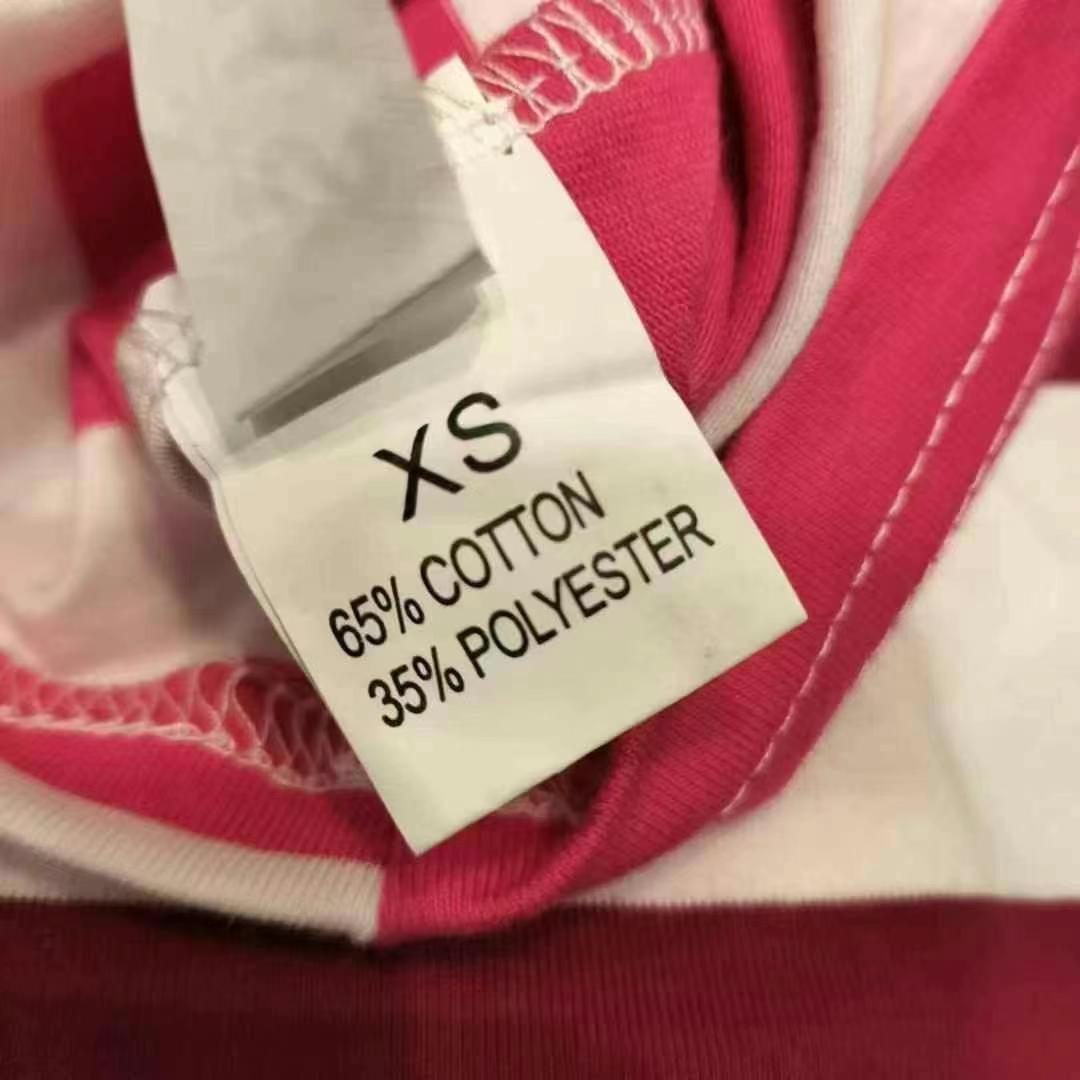 XS
65% COTTON
35% POLYESTER